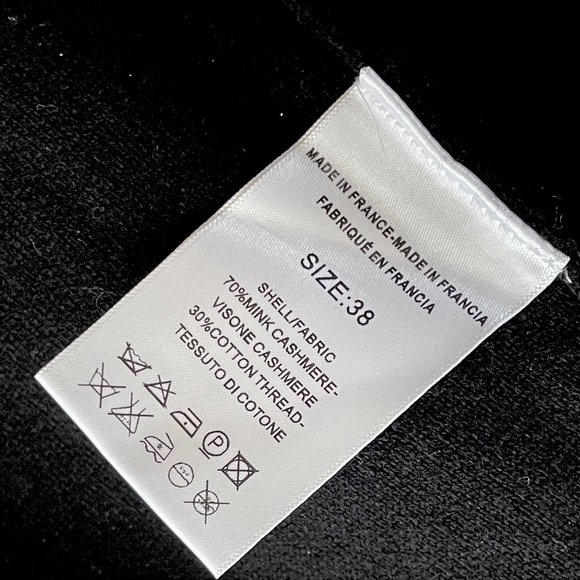 MADE IN FRANCE-MADE IN FRANCIA
FABRIQUÉ EN FRANCIA
SIZE:38
SHELL/FABRIC
70%MINK CASHMERE-
VISONE CASHMERE
30%COTTON THREAD-
TESSUTO DI COTONE
P